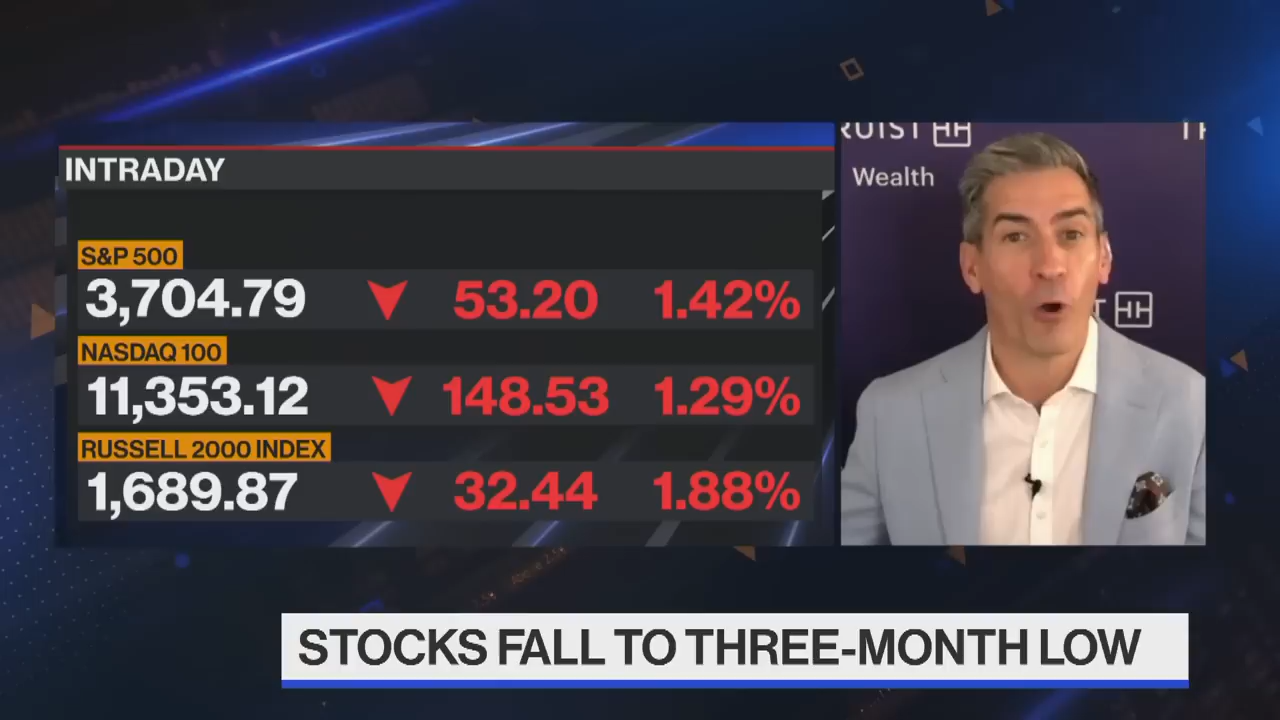 INTRADAY
S&P 500
3,704.79 53.20 1.42%
NASDAQ 100
11,353.12 148.53 1.29%
RUSSELL 2000 INDEX
1,689.87 32.44 1.88%
RUIST
Wealth
STOCKS FALL TO THREE-MONTH LOW